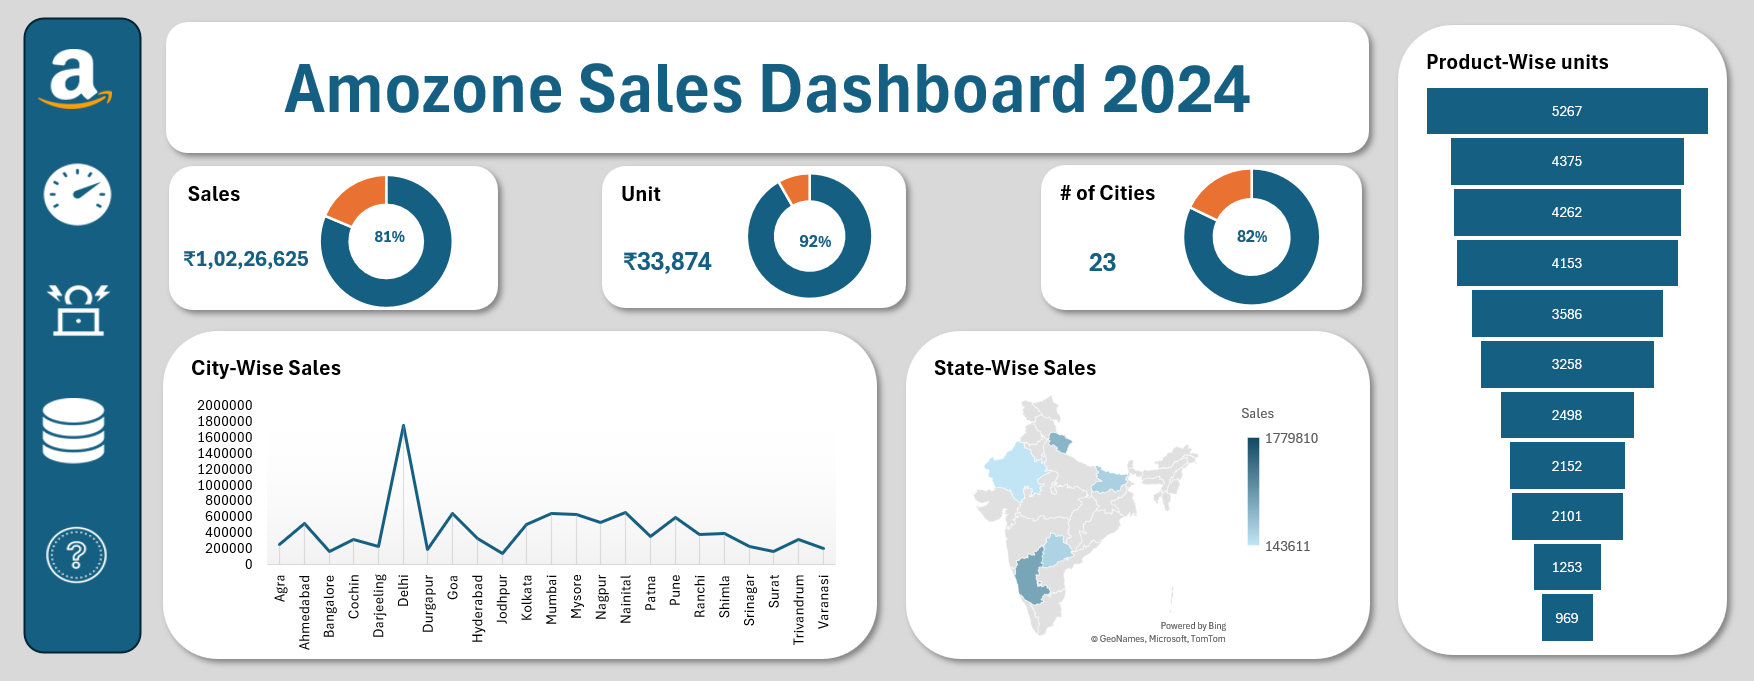 a
Amozone Sales Dashboard 2024
Sales
₹1,02,26,625
81%
Unit
₹33,874
92%
# of Cities
23
82%
City-Wise Sales
2000000
1800000
1600000
1400000
1200000
1000000
800000
600000
400000
200000
0
Agra
Ahmedabad
Bangalore
Cochin
Darjeeling
Delhi
Durgapur
Goa
Hyderabad
Jodhpur
Kolkata
Mumbai
Mysore
Nagpur
Nainital
Patna
Pune
Ranchi
Shimla
Srinagar
Surat
Trivandrum
Varanasi
State-Wise Sales
Sales
1779810
143611
Powered by Bing
© GeoNames, Microsoft, TomTom
Product-Wise units
5267
4375
4262
4153
3586
3258
2498
2152
2101
1253
969
?